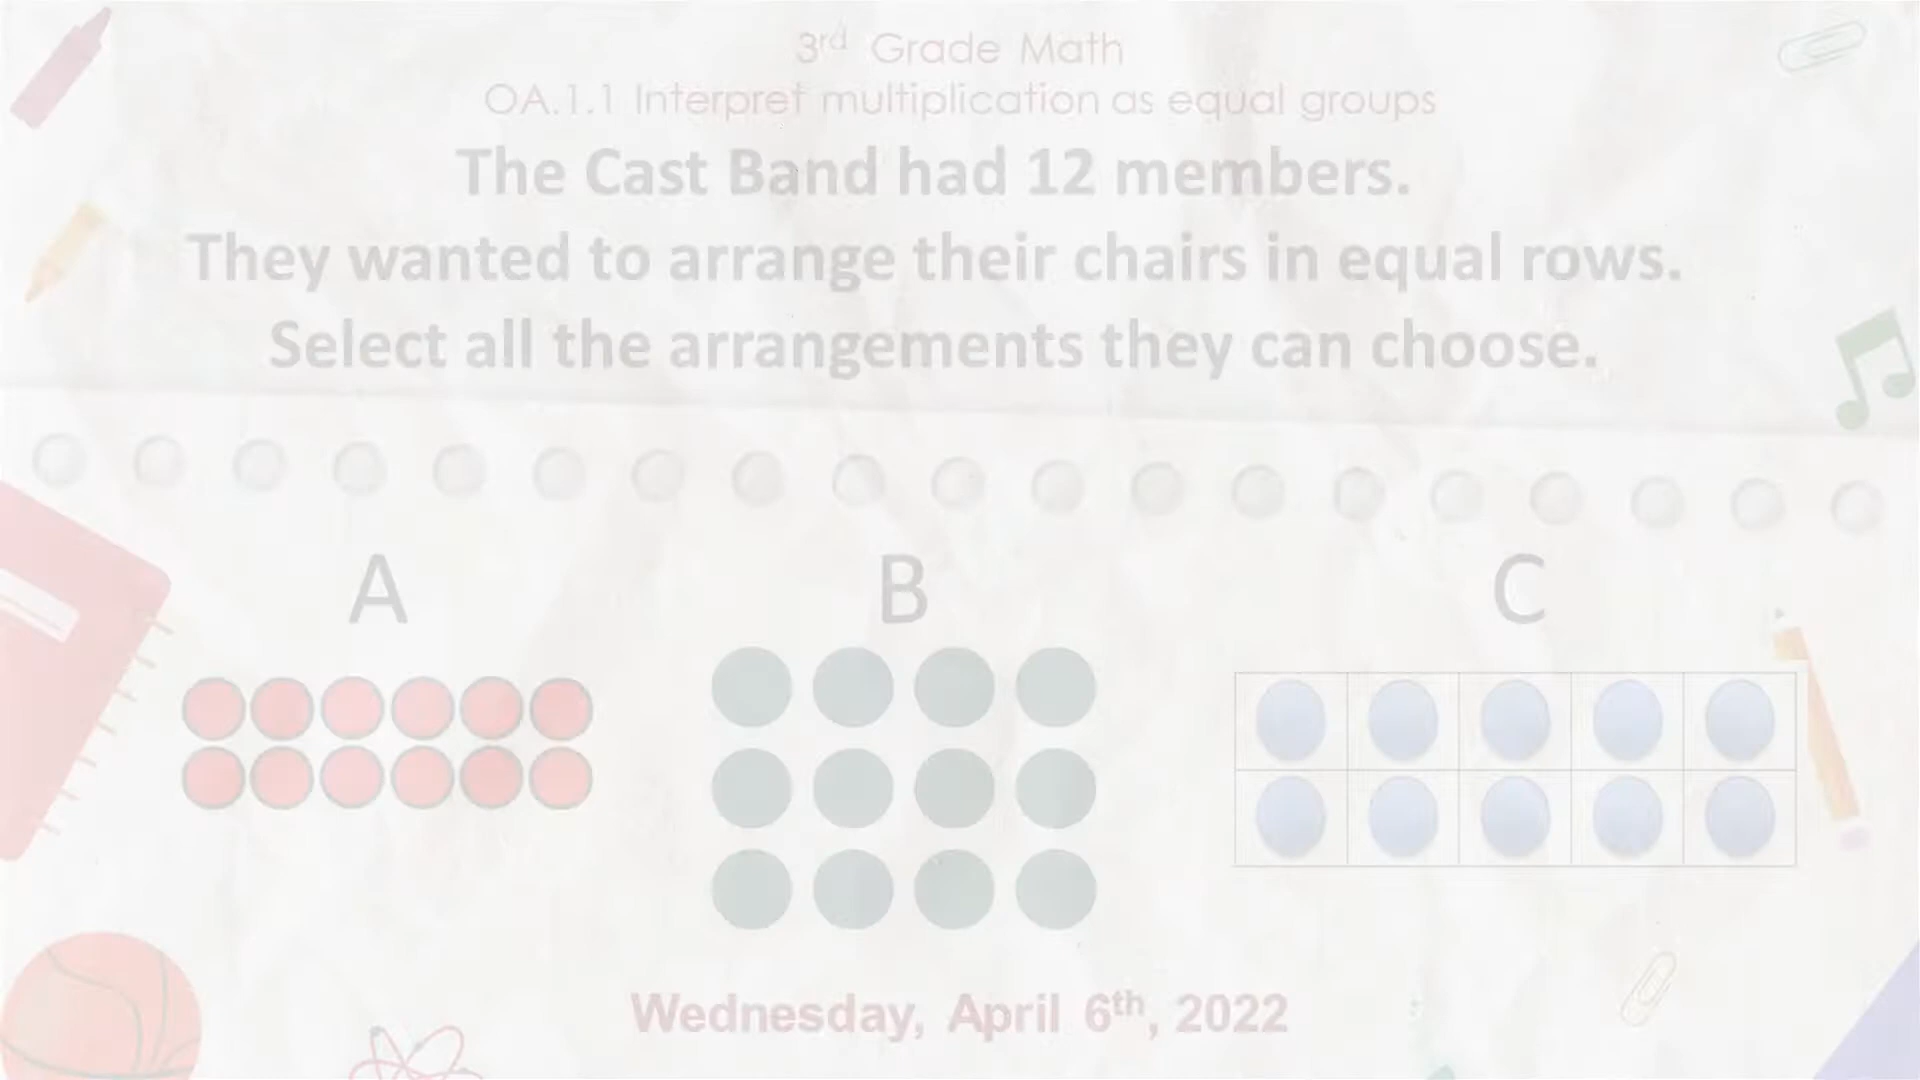 3rd Grade Math
OA.1.1 Interpret multiplication as equal groups
The Cast Band had 12 members.
They wanted to arrange their chairs in equal rows.
Select all the arrangements they can choose.
A B C
Wednesday, April 6th, 2022